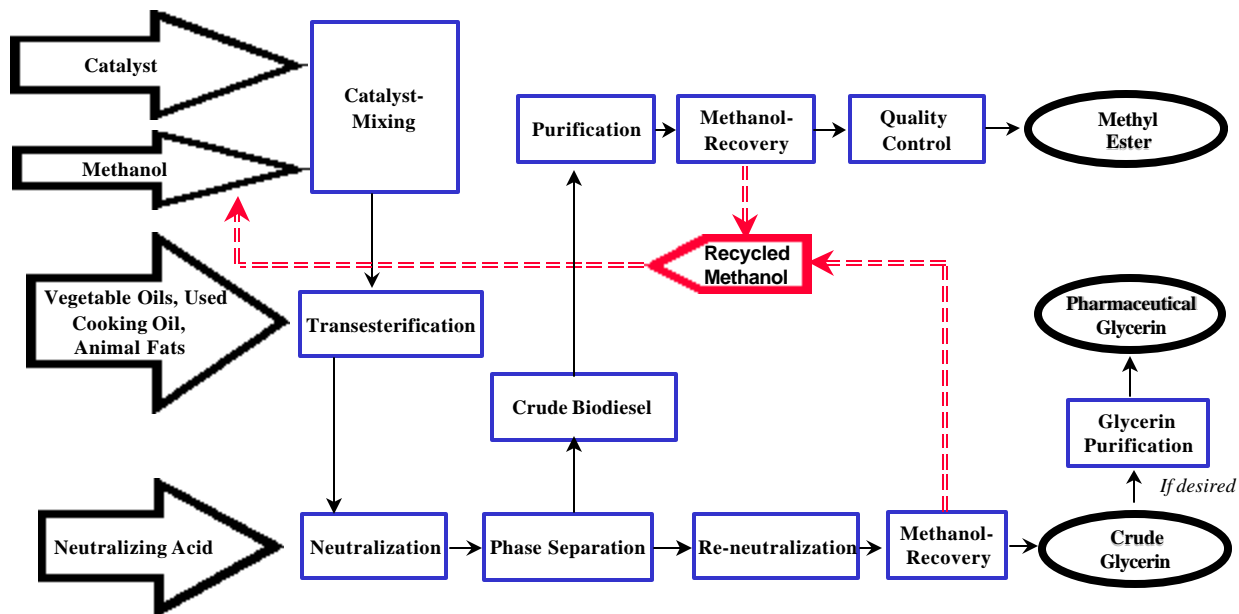 Catalyst
Catalyst-
Mixing
Methanol
Purification
Methanol-
Recovery
Quality
Control
Methyl
Ester
Recycled
Methanol
Vegetable Oils, Used
Cooking Oil,
Animal Fats
Transesterification
Pharmaceutical
Glycerin
Crude Biodiesel
Glycerin
Purification
If desired
Neutralizing Acid
Neutralization
Phase Separation
Re-neutralization
Methanol-
Recovery
Crude
Glycerin